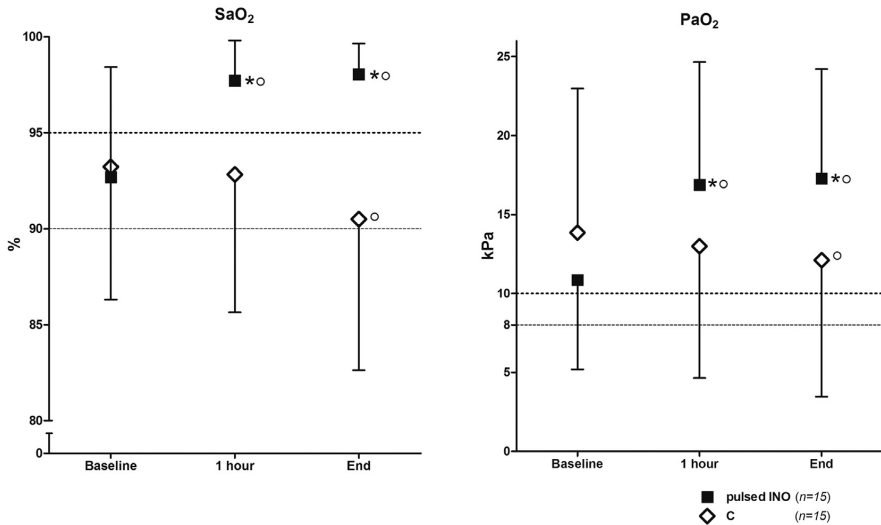 SaO₂
100
95
90
85
80
0
%
*○
*○
○
Baseline 1 hour End
PaO₂
25
20
15
10
8
5
0
kPa
*○
*○
○
Baseline 1 hour End
pulsed INO (n=15)
C (n=15)